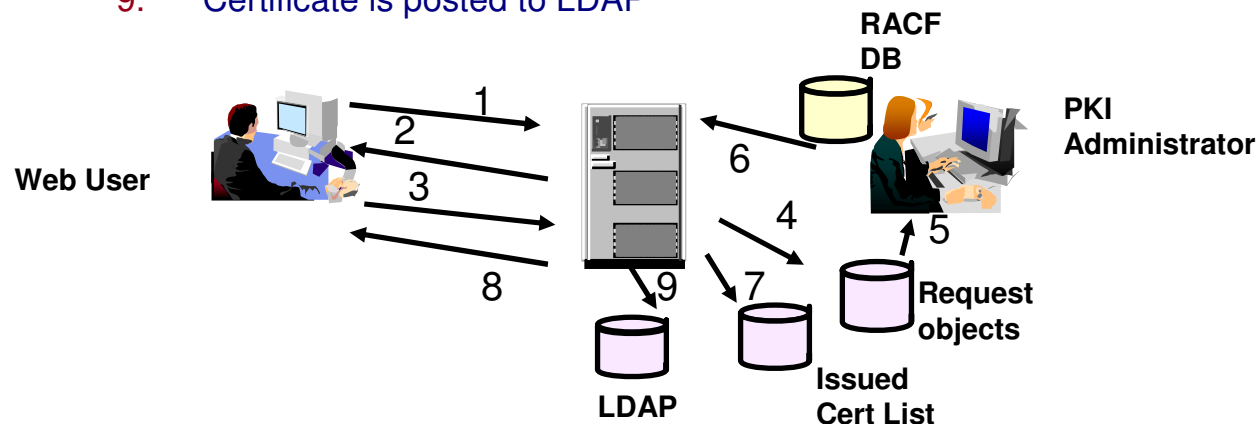 9. Certificate is posted to LDAP
RACF
DB
PKI
Administrator
Web User
1
2
3
4
5
6
7
8
9
Request
objects
LDAP
Issued
Cert List